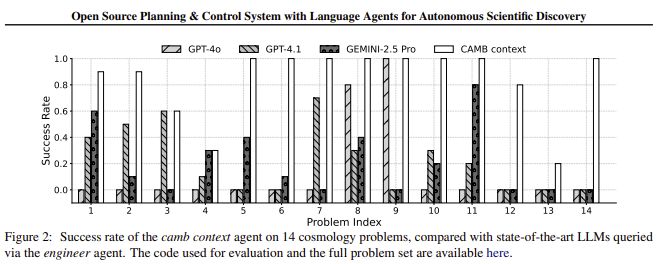 Open Source Planning & Control System with Language Agents for Autonomous Scientific Discovery
GPT-4o GPT-4.1 GEMINI-2.5 Pro CAMB context
Success Rate
1.0
0.8
0.6
0.4
0.2
0.0
1 2 3 4 5 6 7 8 9 10 11 12 13 14
Problem Index
Figure 2: Success rate of the camb context agent on 14 cosmology problems, compared with state-of-the-art LLMs queried
via the engineer agent. The code used for evaluation and the full problem set are available here.